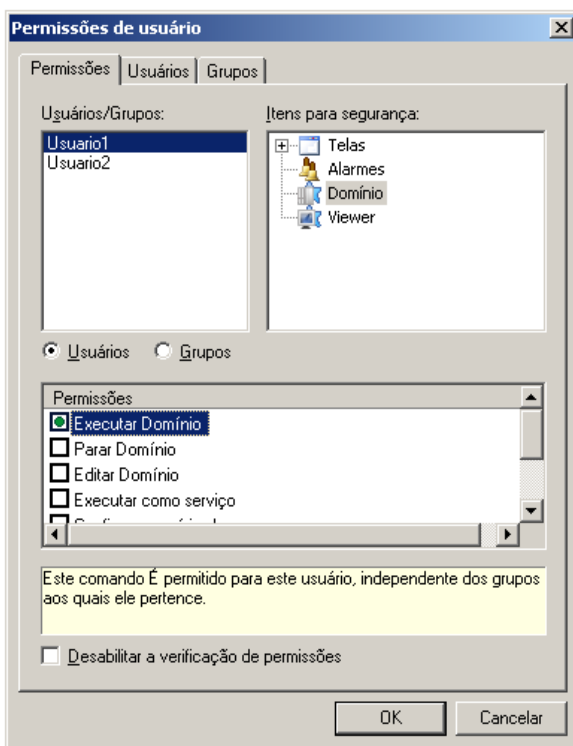 Permissões de usuário
Permissões Usuários Grupos
Usuários/Grupos:
Usuario1
Usuario2
Itens para segurança:
Telas
Alarmes
Domínio
Viewer
Usuários Grupos
Permissões
Executar Domínio
Parar Domínio
Editar Domínio
Executar como serviço
Este comando É permitido para este usuário, independente dos grupos
aos quais ele pertence.
Desabilitar a verificação de permissões
OK Cancelar